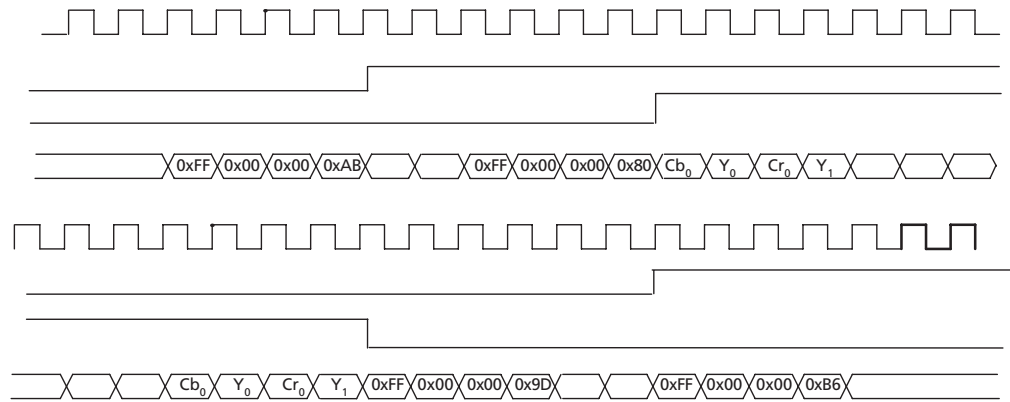 0xFF 0x00 0x00 0xAB 0xFF 0x00 0x00 0x80 Cb₀ Y₀ Cr₀ Y₁
Cb₀ Y₀ Cr₀ Y₁ 0xFF 0x00 0x00 0x9D 0xFF 0x00 0x00 0xB6